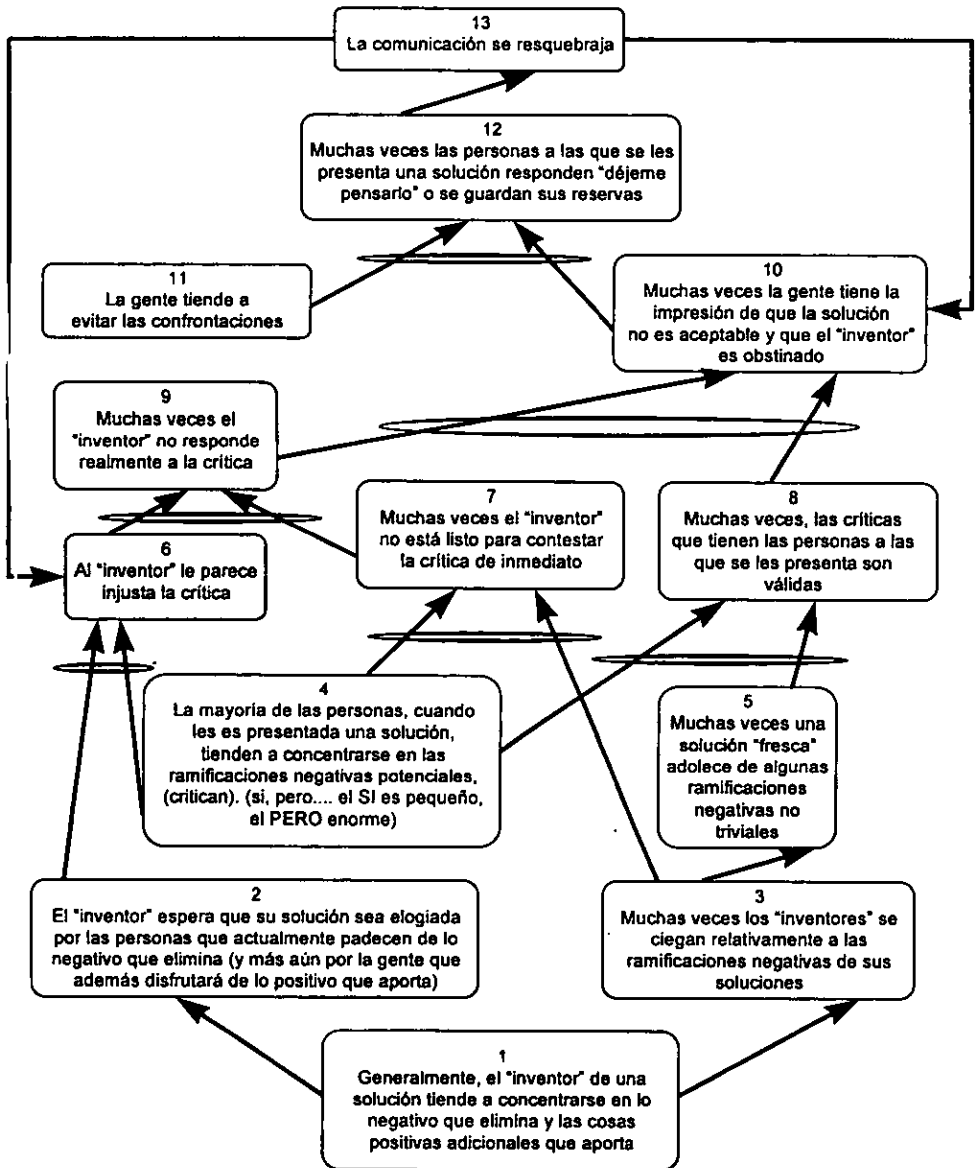 13
La comunicación se resquebraja
12
Muchas veces las personas a las que se les
presenta una solución responden "déjeme
pensarlo" o se guardan sus reservas
11
La gente tiende a
evitar las confrontaciones
10
Muchas veces la gente tiene la
impresión de que la solución
no es aceptable y que el "inventor"
es obstinado
9
Muchas veces el
"inventor" no responde
realmente a la crítica
7
Muchas veces el "inventor"
no está listo para contestar
la crítica de inmediato
8
Muchas veces, las críticas
que tienen las personas a las
que se les presenta son
válidas
6
Al "inventor" le parece
injusta la crítica
4
La mayoría de las personas, cuando
les es presentada una solución,
tienden a concentrarse en las
ramificaciones negativas potenciales,
(critican). (si, pero.... el SI es pequeño,
el PERO enorme)
5
Muchas veces una
solución "fresca"
adolece de algunas
ramificaciones
negativas no
triviales
2
El "inventor" espera que su solución sea elogiada
por las personas que actualmente padecen de lo
negativo que elimina (y más aún por la gente que
además disfrutará de lo positivo que aporta)
3
Muchas veces los "inventores" se
ciegan relativamente a las
ramificaciones negativas de sus
soluciones
1
Generalmente, el "inventor" de una
solución tiende a concentrarse en lo
negativo que elimina y las cosas
positivas adicionales que aporta